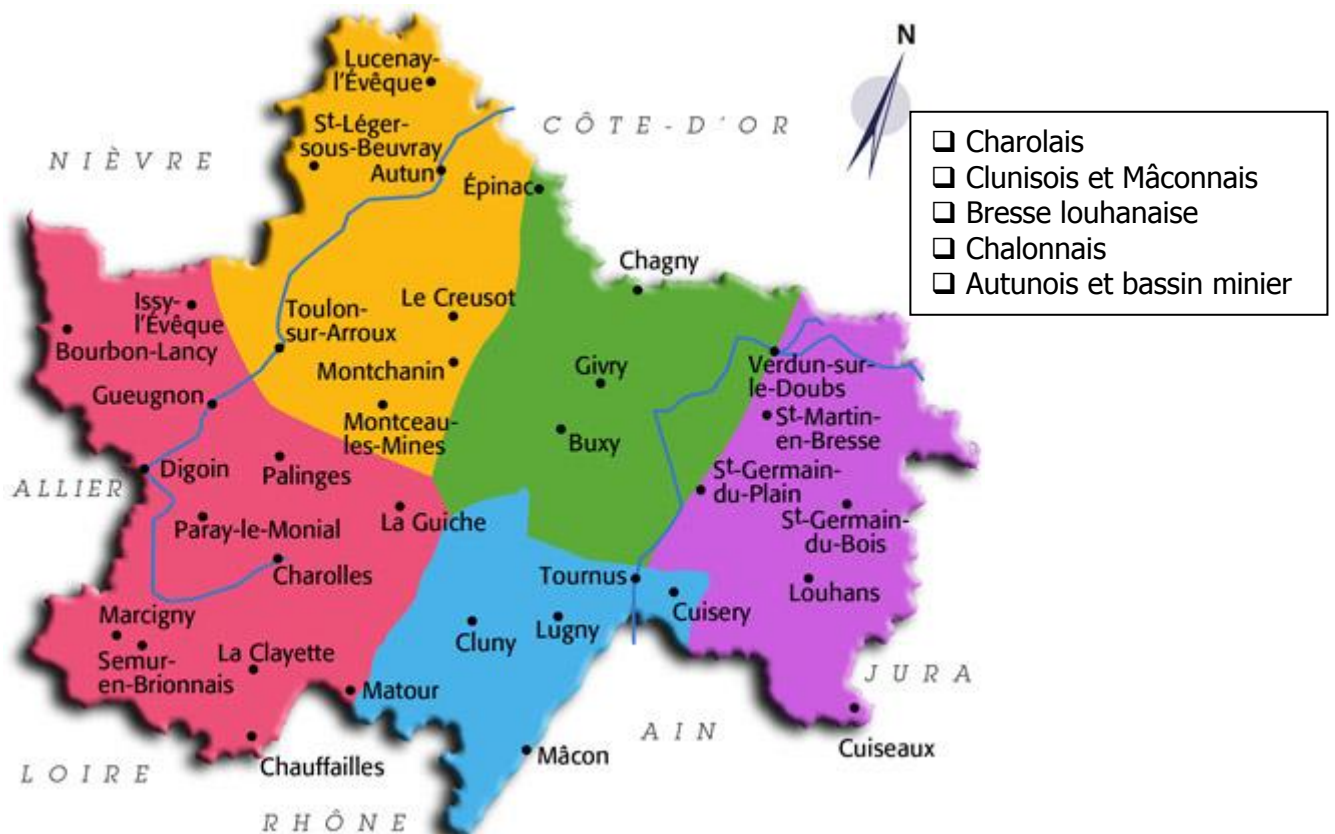 N
Lucenay-
l'Évêque
CÔTE-D'OR
St-Léger-
sous-Beuvray
NIÈVRE
Autun
Épinac
❑ Charolais
❑ Clunisois et Mâconnais
❑ Bresse louhanaise
❑ Chalonnais
❑ Autunois et bassin minier
Chagny
Issy-
l'Évêque
Bourbon-Lancy
Toulon-
sur-Arroux
Le Creusot
Montchanin
Givry
Verdun-sur-
le-Doubs
Gueugnon
Montceau-
les-Mines
Buxy
St-Martin-
en-Bresse
Digoin
Palinges
ALLIER
St-Germain-
du-Plain
Paray-le-Monial
La Guiche
St-Germain-
du-Bois
Charolles
Tournus
Cuisery
Louhans
Marcigny
Semur-
en-Brionnais
La Clayette
Cluny
Lugny
Matour
JURA
AIN
Mâcon
Cuiseaux
Chauffailles
LOIRE
RHÔNE